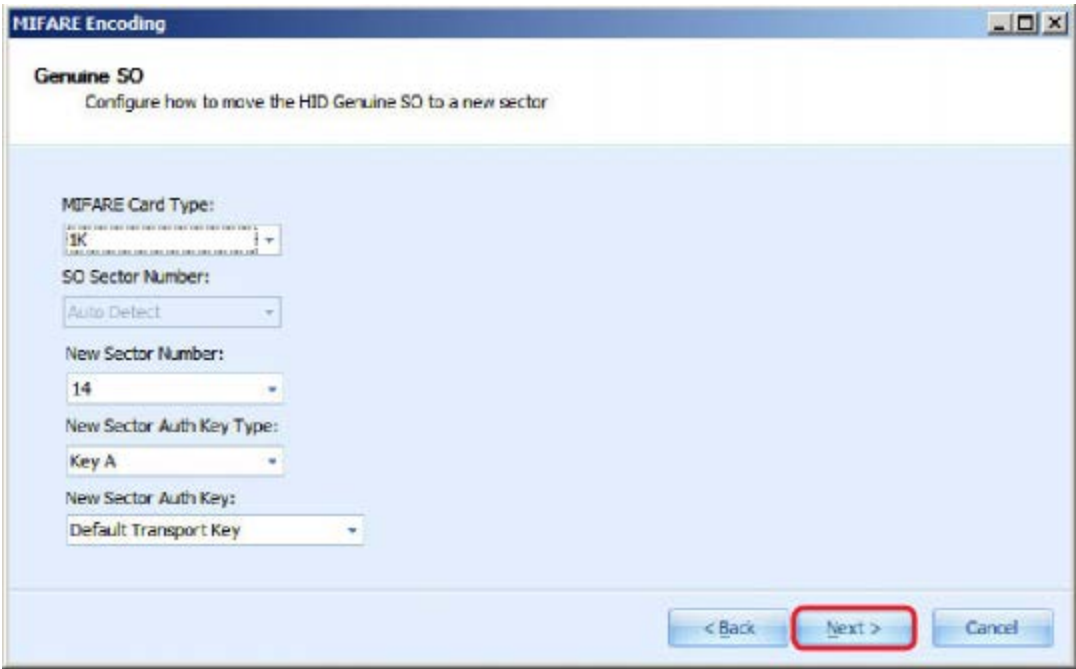 MIFARE Encoding
Genuine SO
Configure how to move the HID Genuine SO to a new sector
MIFARE Card Type:
1K
SO Sector Number:
Auto Detect
New Sector Number:
14
New Sector Auth Key Type:
Key A
New Sector Auth Key:
Default Transport Key
< Back
Next >
Cancel